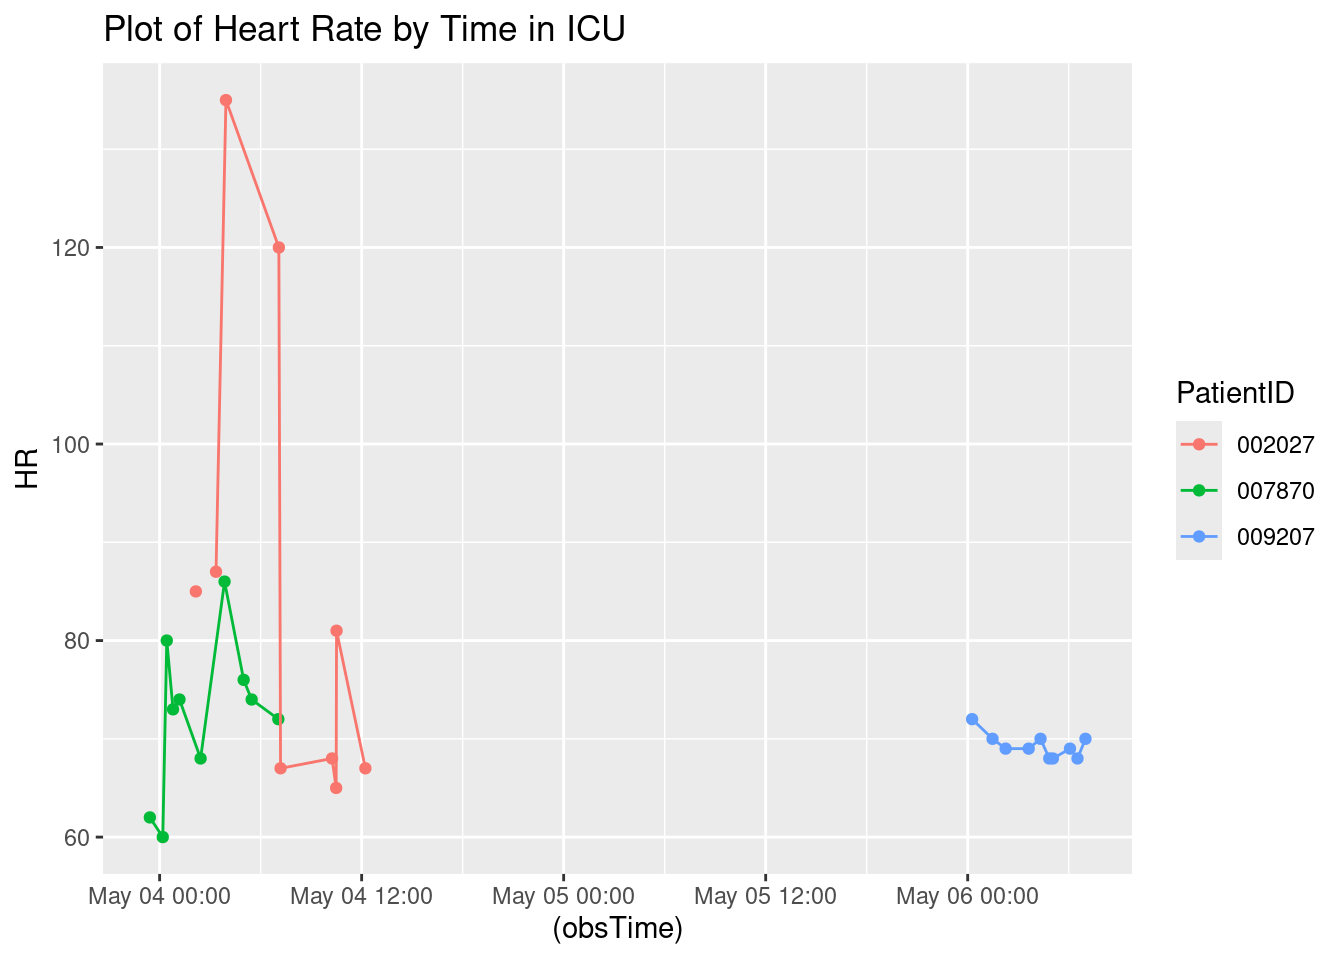 Plot of Heart Rate by Time in ICU
120
100
80
60
HR
May 04 00:00
May 04 12:00
May 05 00:00
May 05 12:00
May 06 00:00
(obsTime)
PatientID
002027
007870
009207